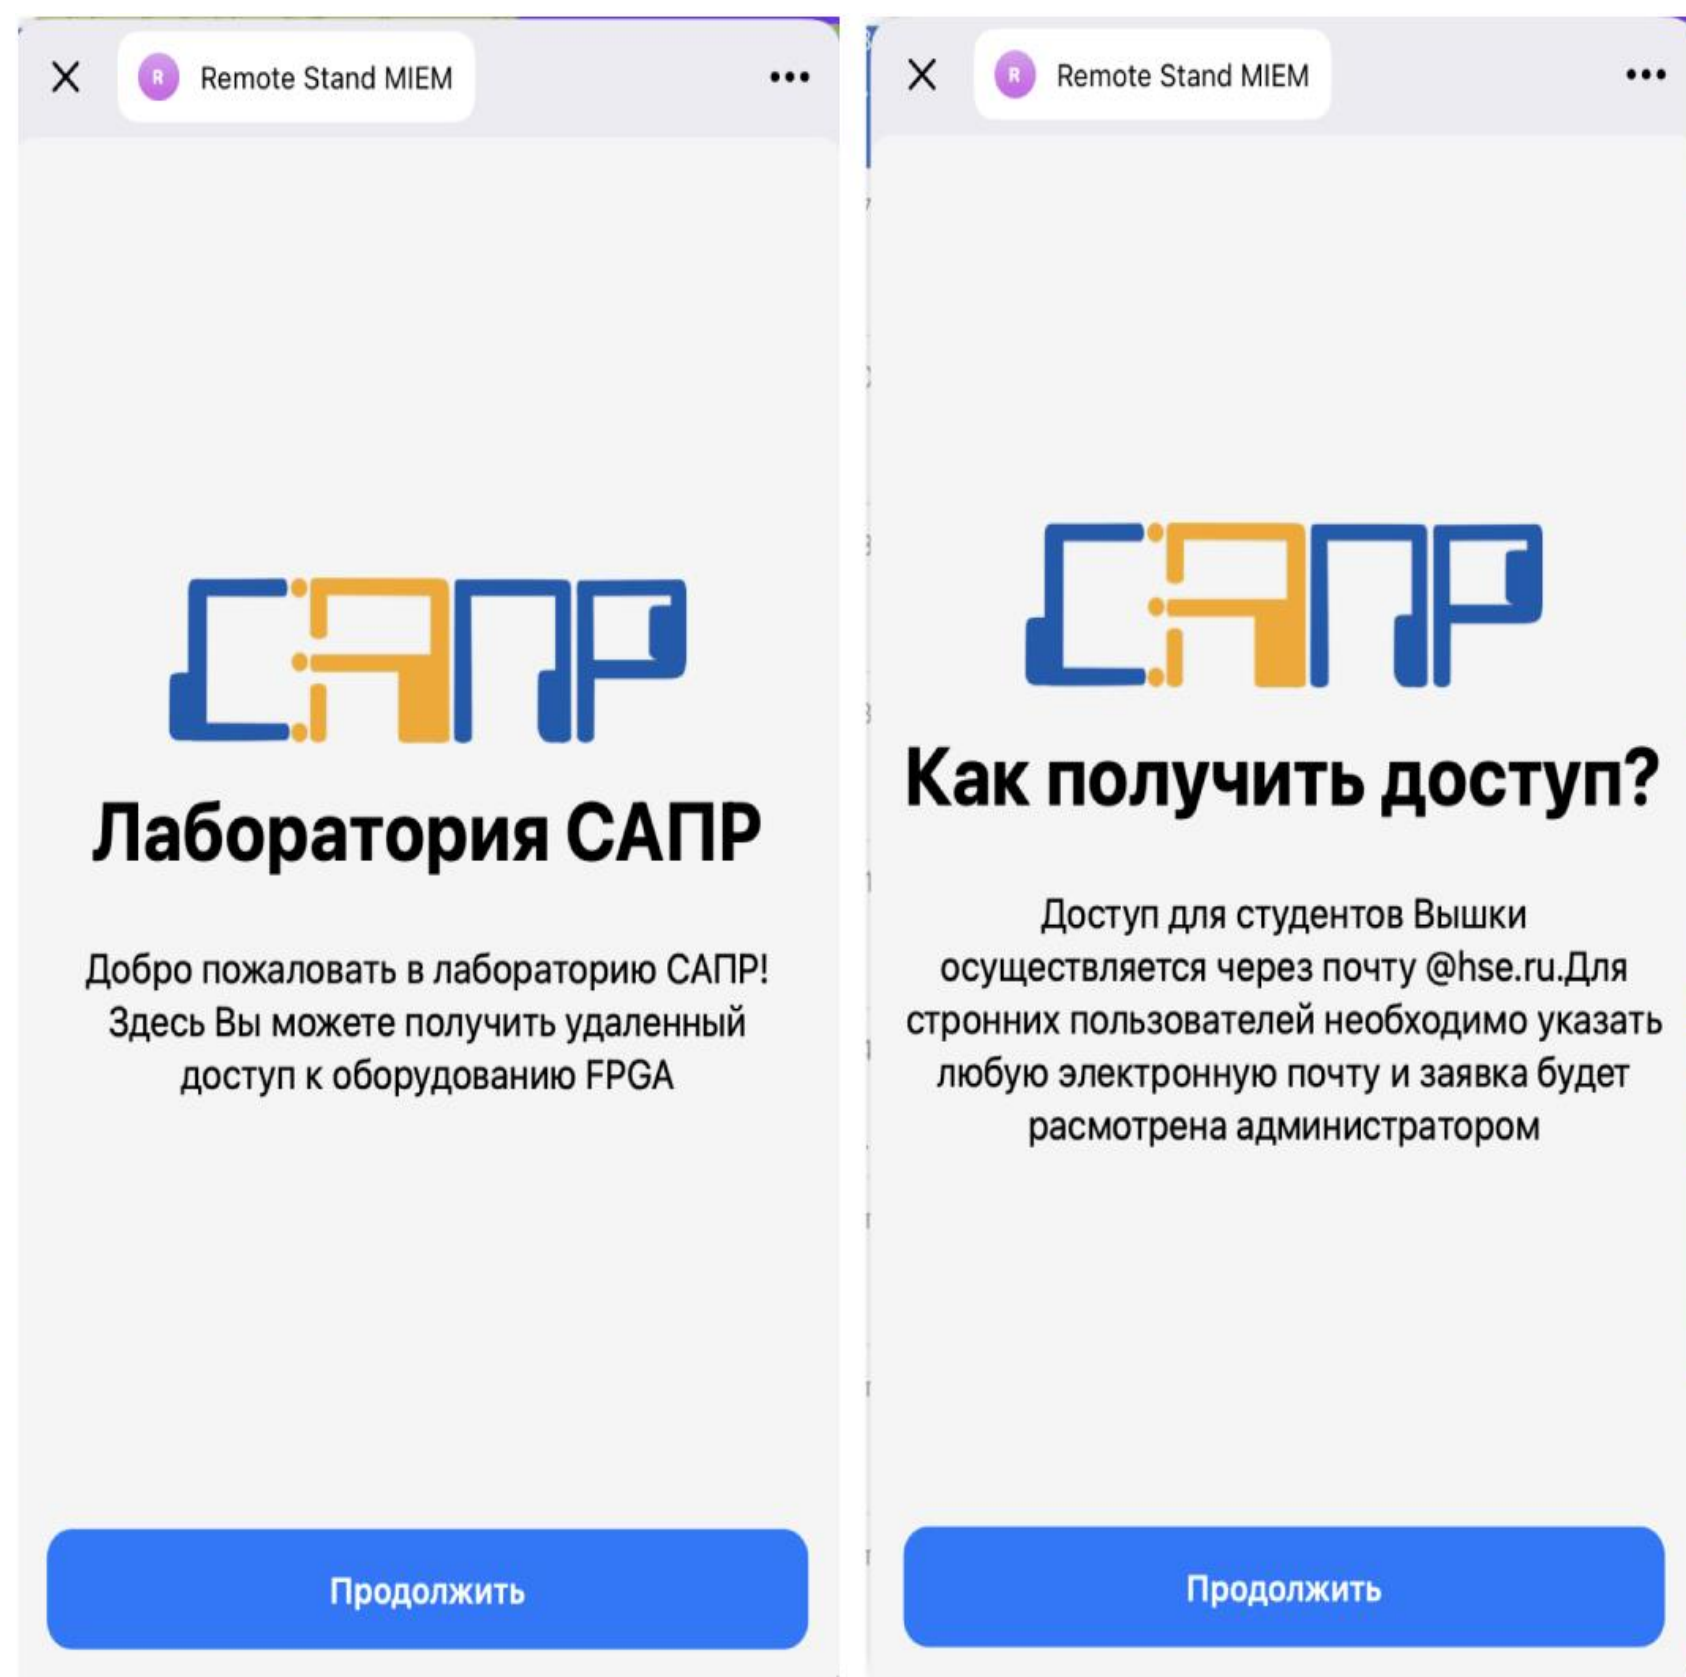 R
Remote Stand MIEM
САПР
Лаборатория САПР
Добро пожаловать в лабораторию САПР!
Здесь Вы можете получить удаленный
доступ к оборудованию FPGA
Продолжить
R
Remote Stand MIEM
САПР
Как получить доступ?
Доступ для студентов Вышки
осуществляется через почту @hse.ru.Для
стронних пользователей необходимо указать
любую электронную почту и заявка будет
расмотрена администратором
Продолжить